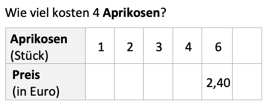 Wie viel kosten 4 Aprikosen?
Aprikosen (Stück) 1 2 3 4 6
Preis (in Euro) 2,40